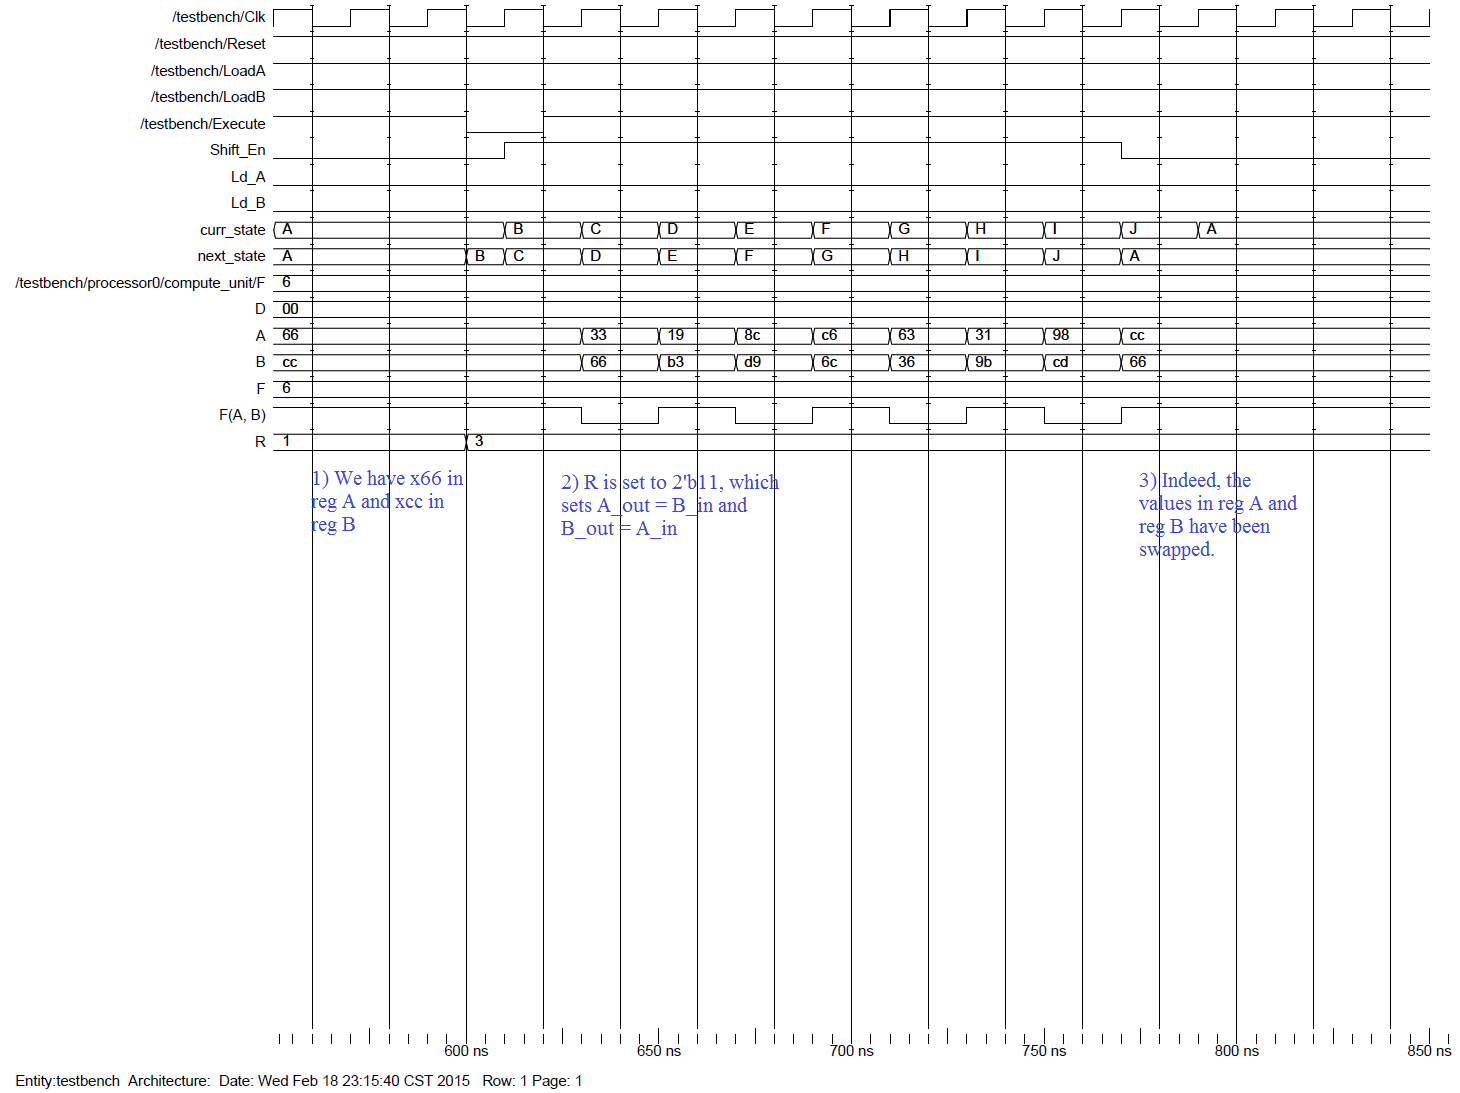 /testbench/Clk
/testbench/Reset
/testbench/LoadA
/testbench/LoadB
/testbench/Execute
Shift_En
Ld_A
Ld_B
curr_state A B C D E F G H I J A
next_state A B C D E F G H I J A
/testbench/processor0/compute_unit/F 6
D 00
A 66 33 19 8c c6 63 31 98 cc
B cc 66 b3 d9 6c 36 9b cd 66
F 6
F(A, B)
R 1 3
1) We have x66 in
reg A and xcc in
reg B
2) R is set to 2'b11, which
sets A_out = B_in and
B_out = A_in
3) Indeed, the
values in reg A and
reg B have been
swapped.
600 ns 650 ns 700 ns 750 ns 800 ns 850 ns
Entity:testbench Architecture: Date: Wed Feb 18 23:15:40 CST 2015 Row: 1 Page: 1